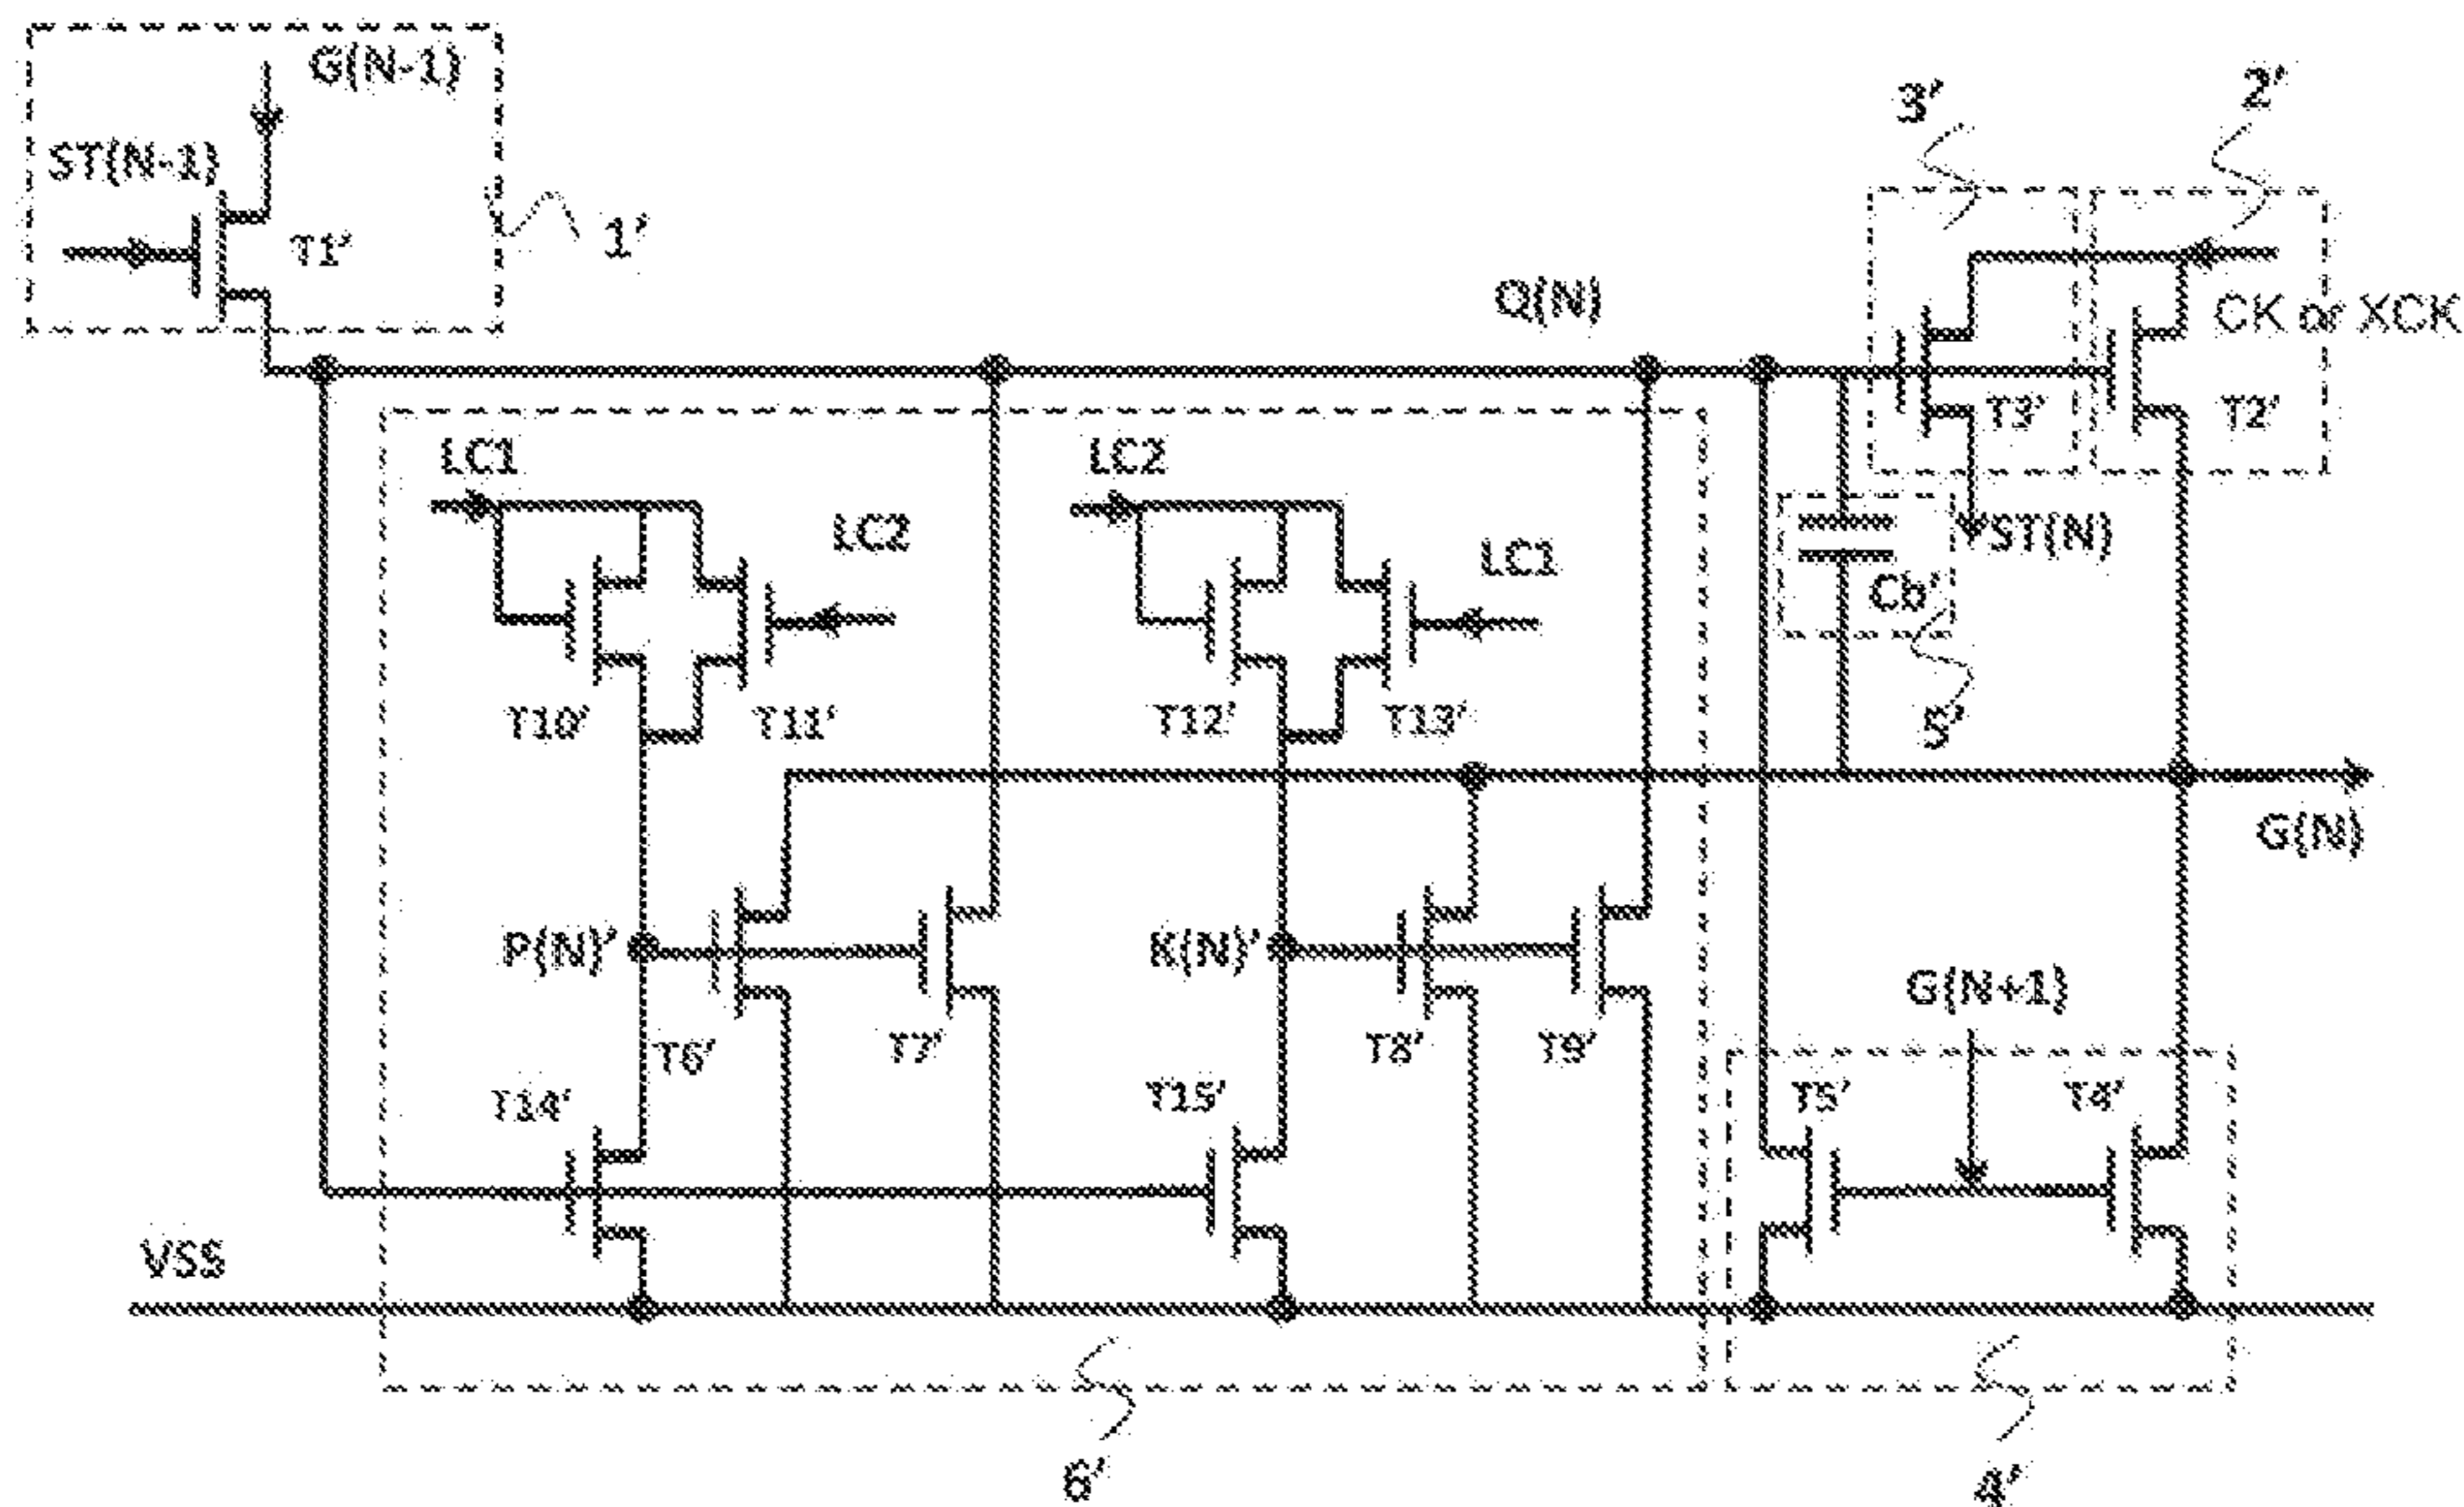 G(N-1)
ST(N-1)
T1'
1'
3'
2'
Q(N)
CK or XCK
T3'
T2'
LC1
LC2
LC2
LC1
ST(N)
Cb'
T10'
T11'
T12'
T13'
5'
G(N)
P(N)'
K(N)'
G(N+1)
T6'
T7'
T8'
T9'
T14'
T15'
T5'
T4'
VSS
6'
4'